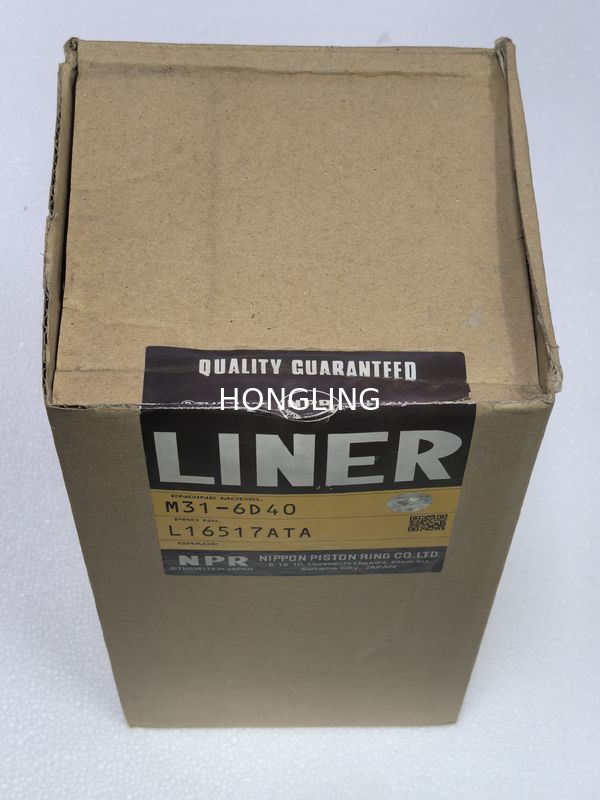 QUALITY GUARANTEED
HONGLING
LINER
ENGINE MODEL
M31-6D40
PRO No.
L16517ATA
GRADE
NPR NIPPON PISTON RING CO.,LTD.
Saitama City, JAPAN